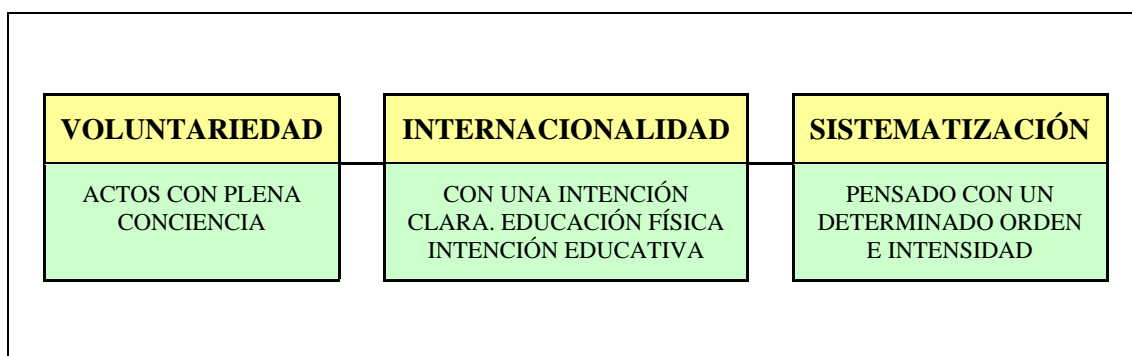 VOLUNTARIEDAD
ACTOS CON PLENA
CONCIENCIA
INTERNACIONALIDAD
CON UNA INTENCIÓN
CLARA. EDUCACIÓN FÍSICA
INTENCIÓN EDUCATIVA
SISTEMATIZACIÓN
PENSADO CON UN
DETERMINADO ORDEN
E INTENSIDAD